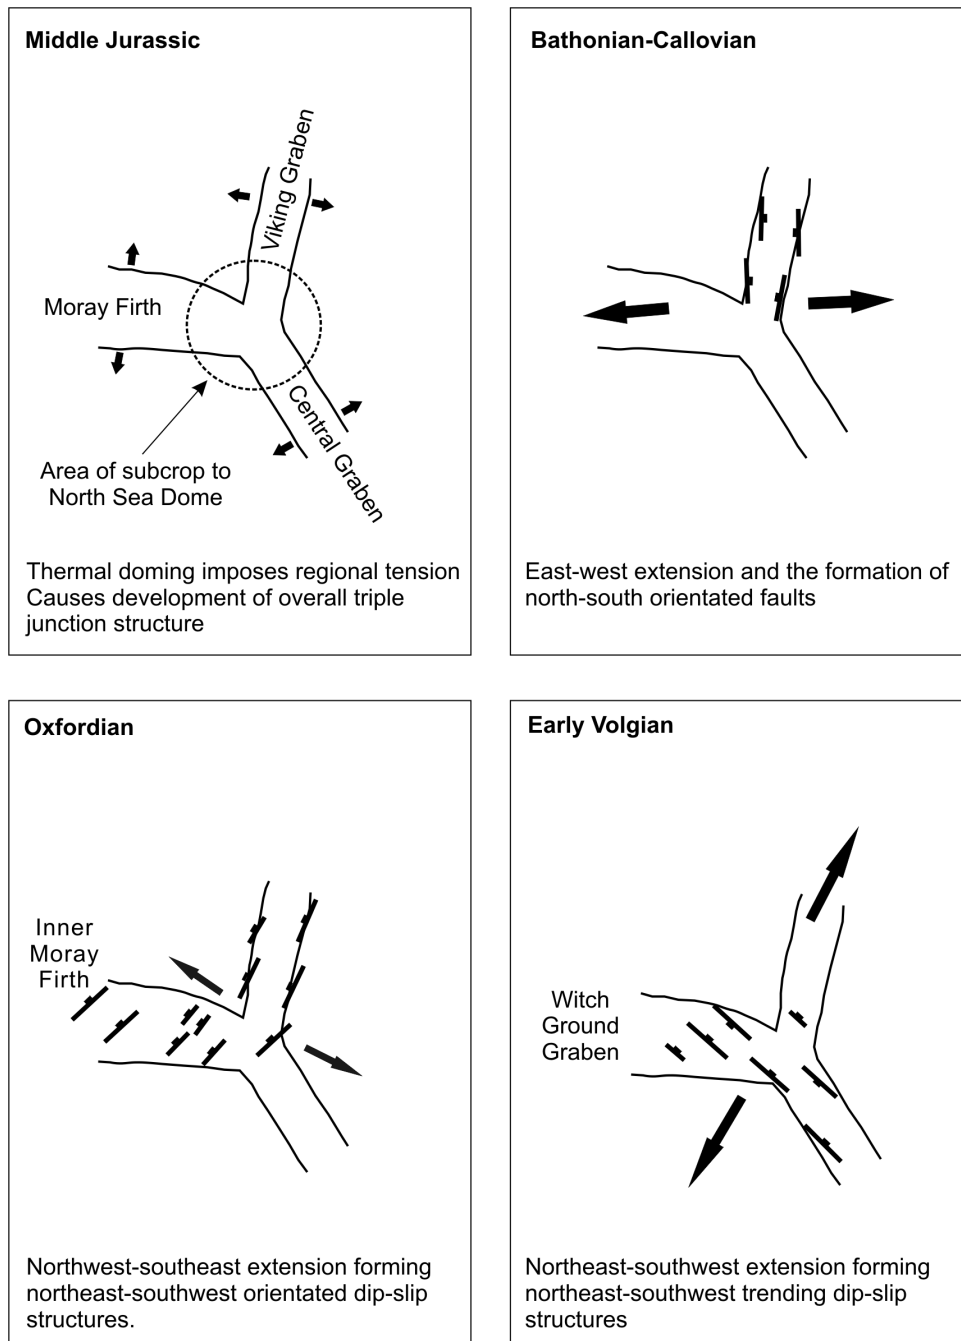 Middle Jurassic
Viking Graben
Moray Firth
Central Graben
Area of subcrop to
North Sea Dome
Thermal doming imposes regional tension
Causes development of overall triple
junction structure
Bathonian-Callovian
East-west extension and the formation of
north-south orientated faults
Oxfordian
Inner
Moray
Firth
Northwest-southeast extension forming
northeast-southwest orientated dip-slip
structures.
Early Volgian
Witch
Ground
Graben
Northeast-southwest extension forming
northeast-southwest trending dip-slip
structures